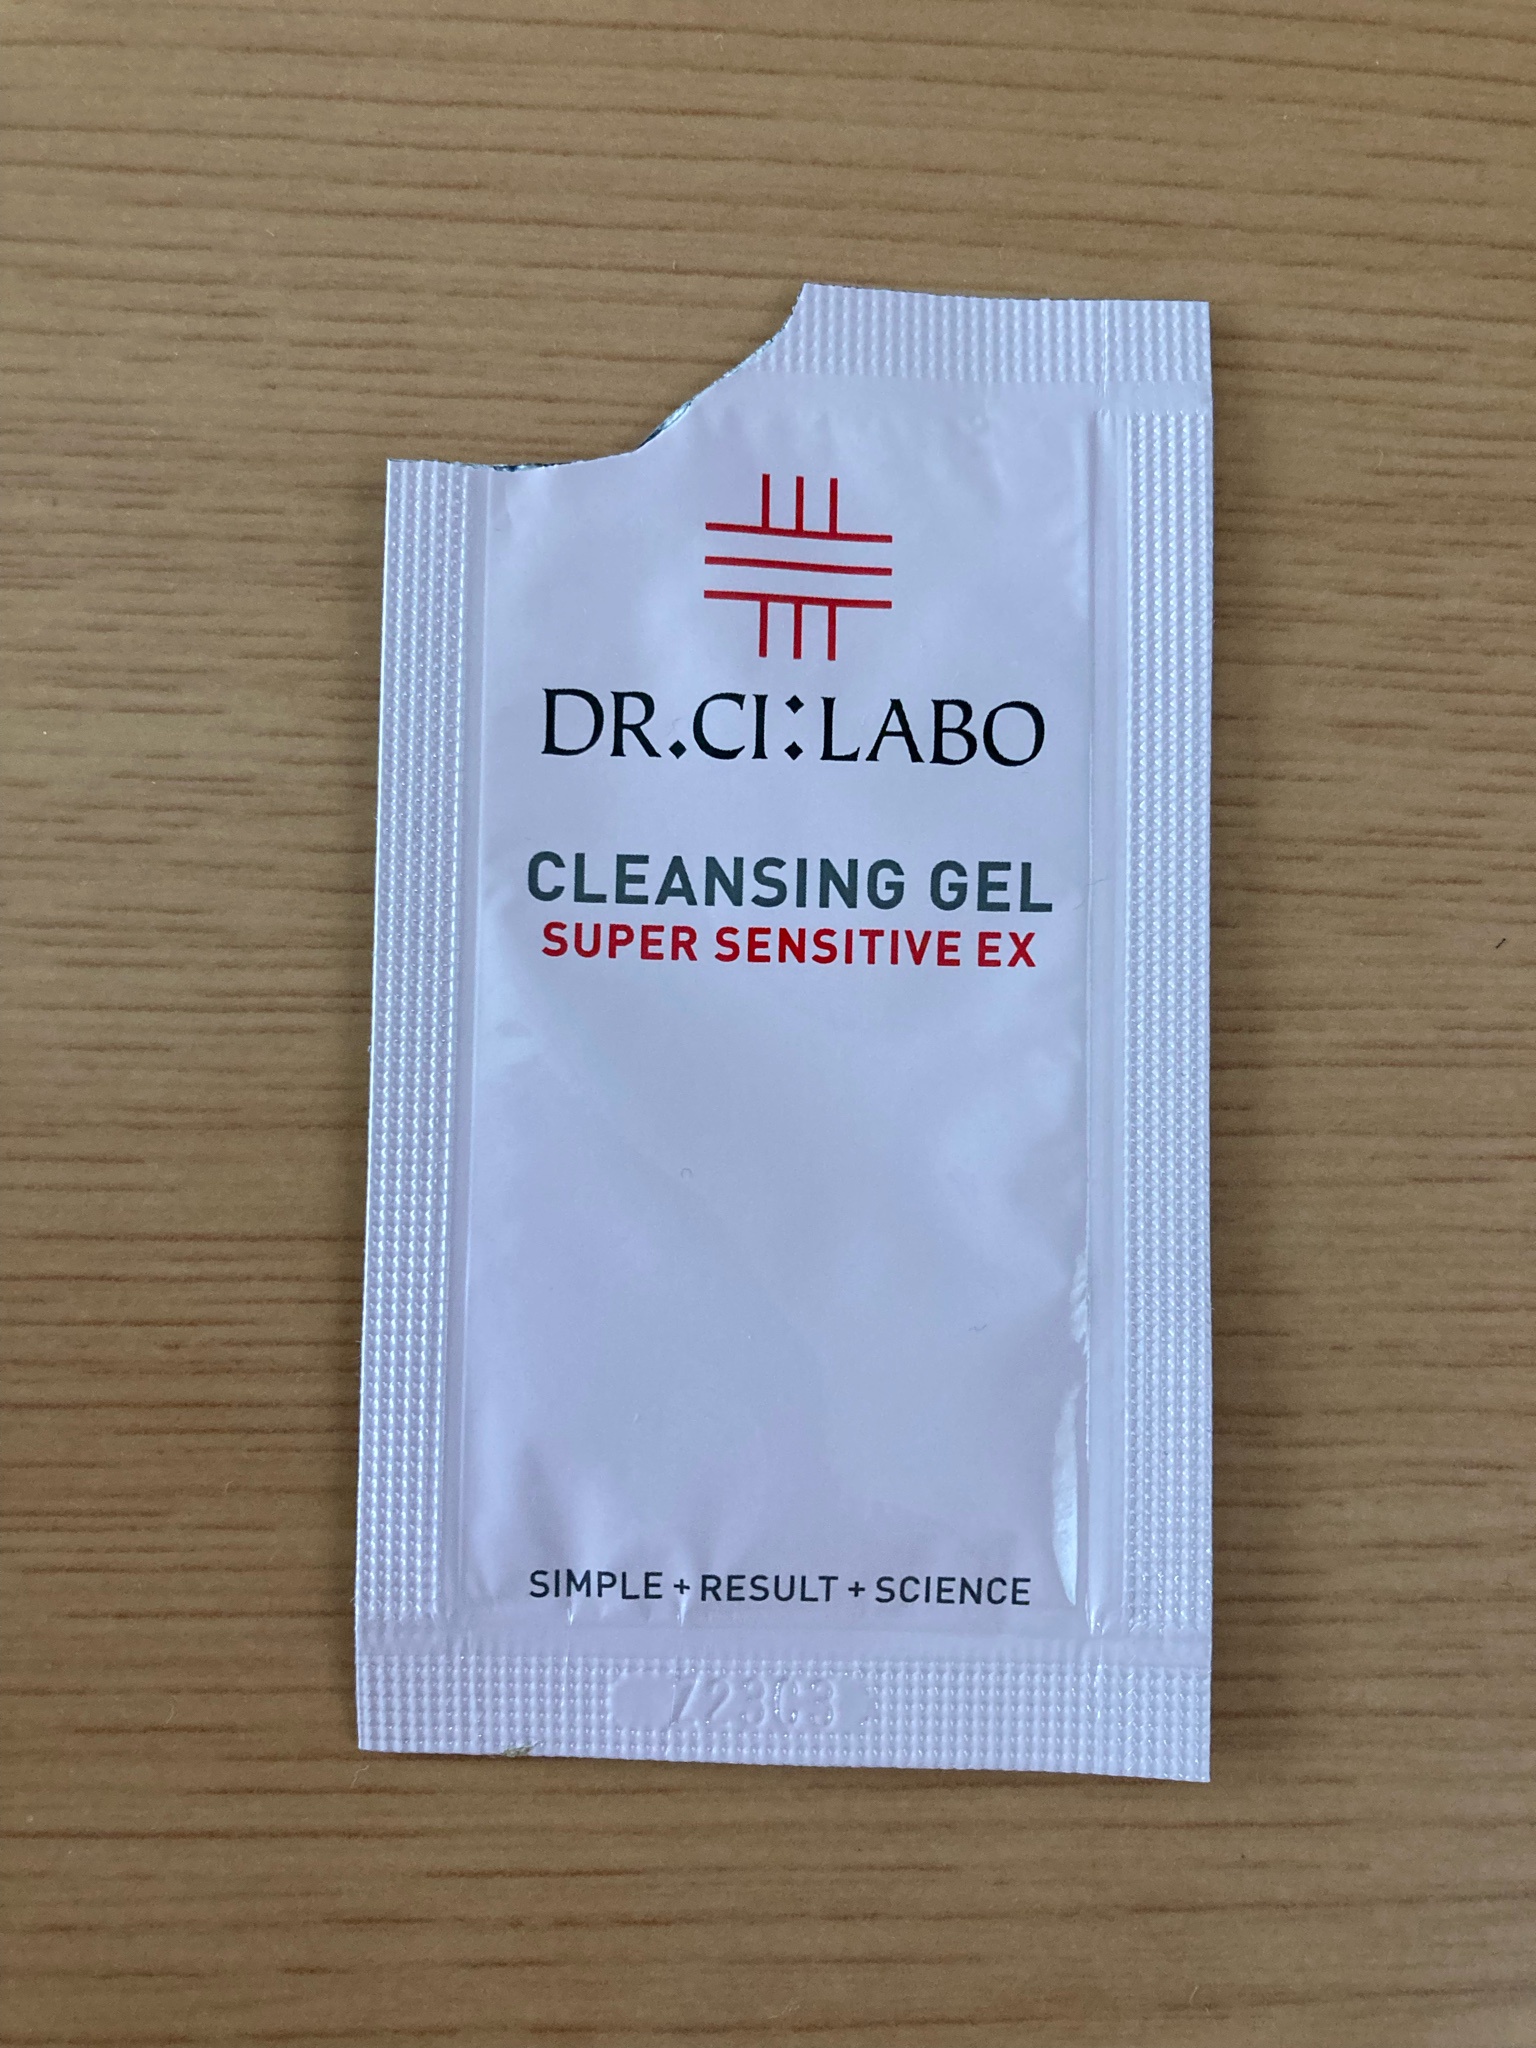 DR.CI:LABO
CLEANSING GEL
SUPER SENSITIVE EX
SIMPLE + RESULT + SCIENCE